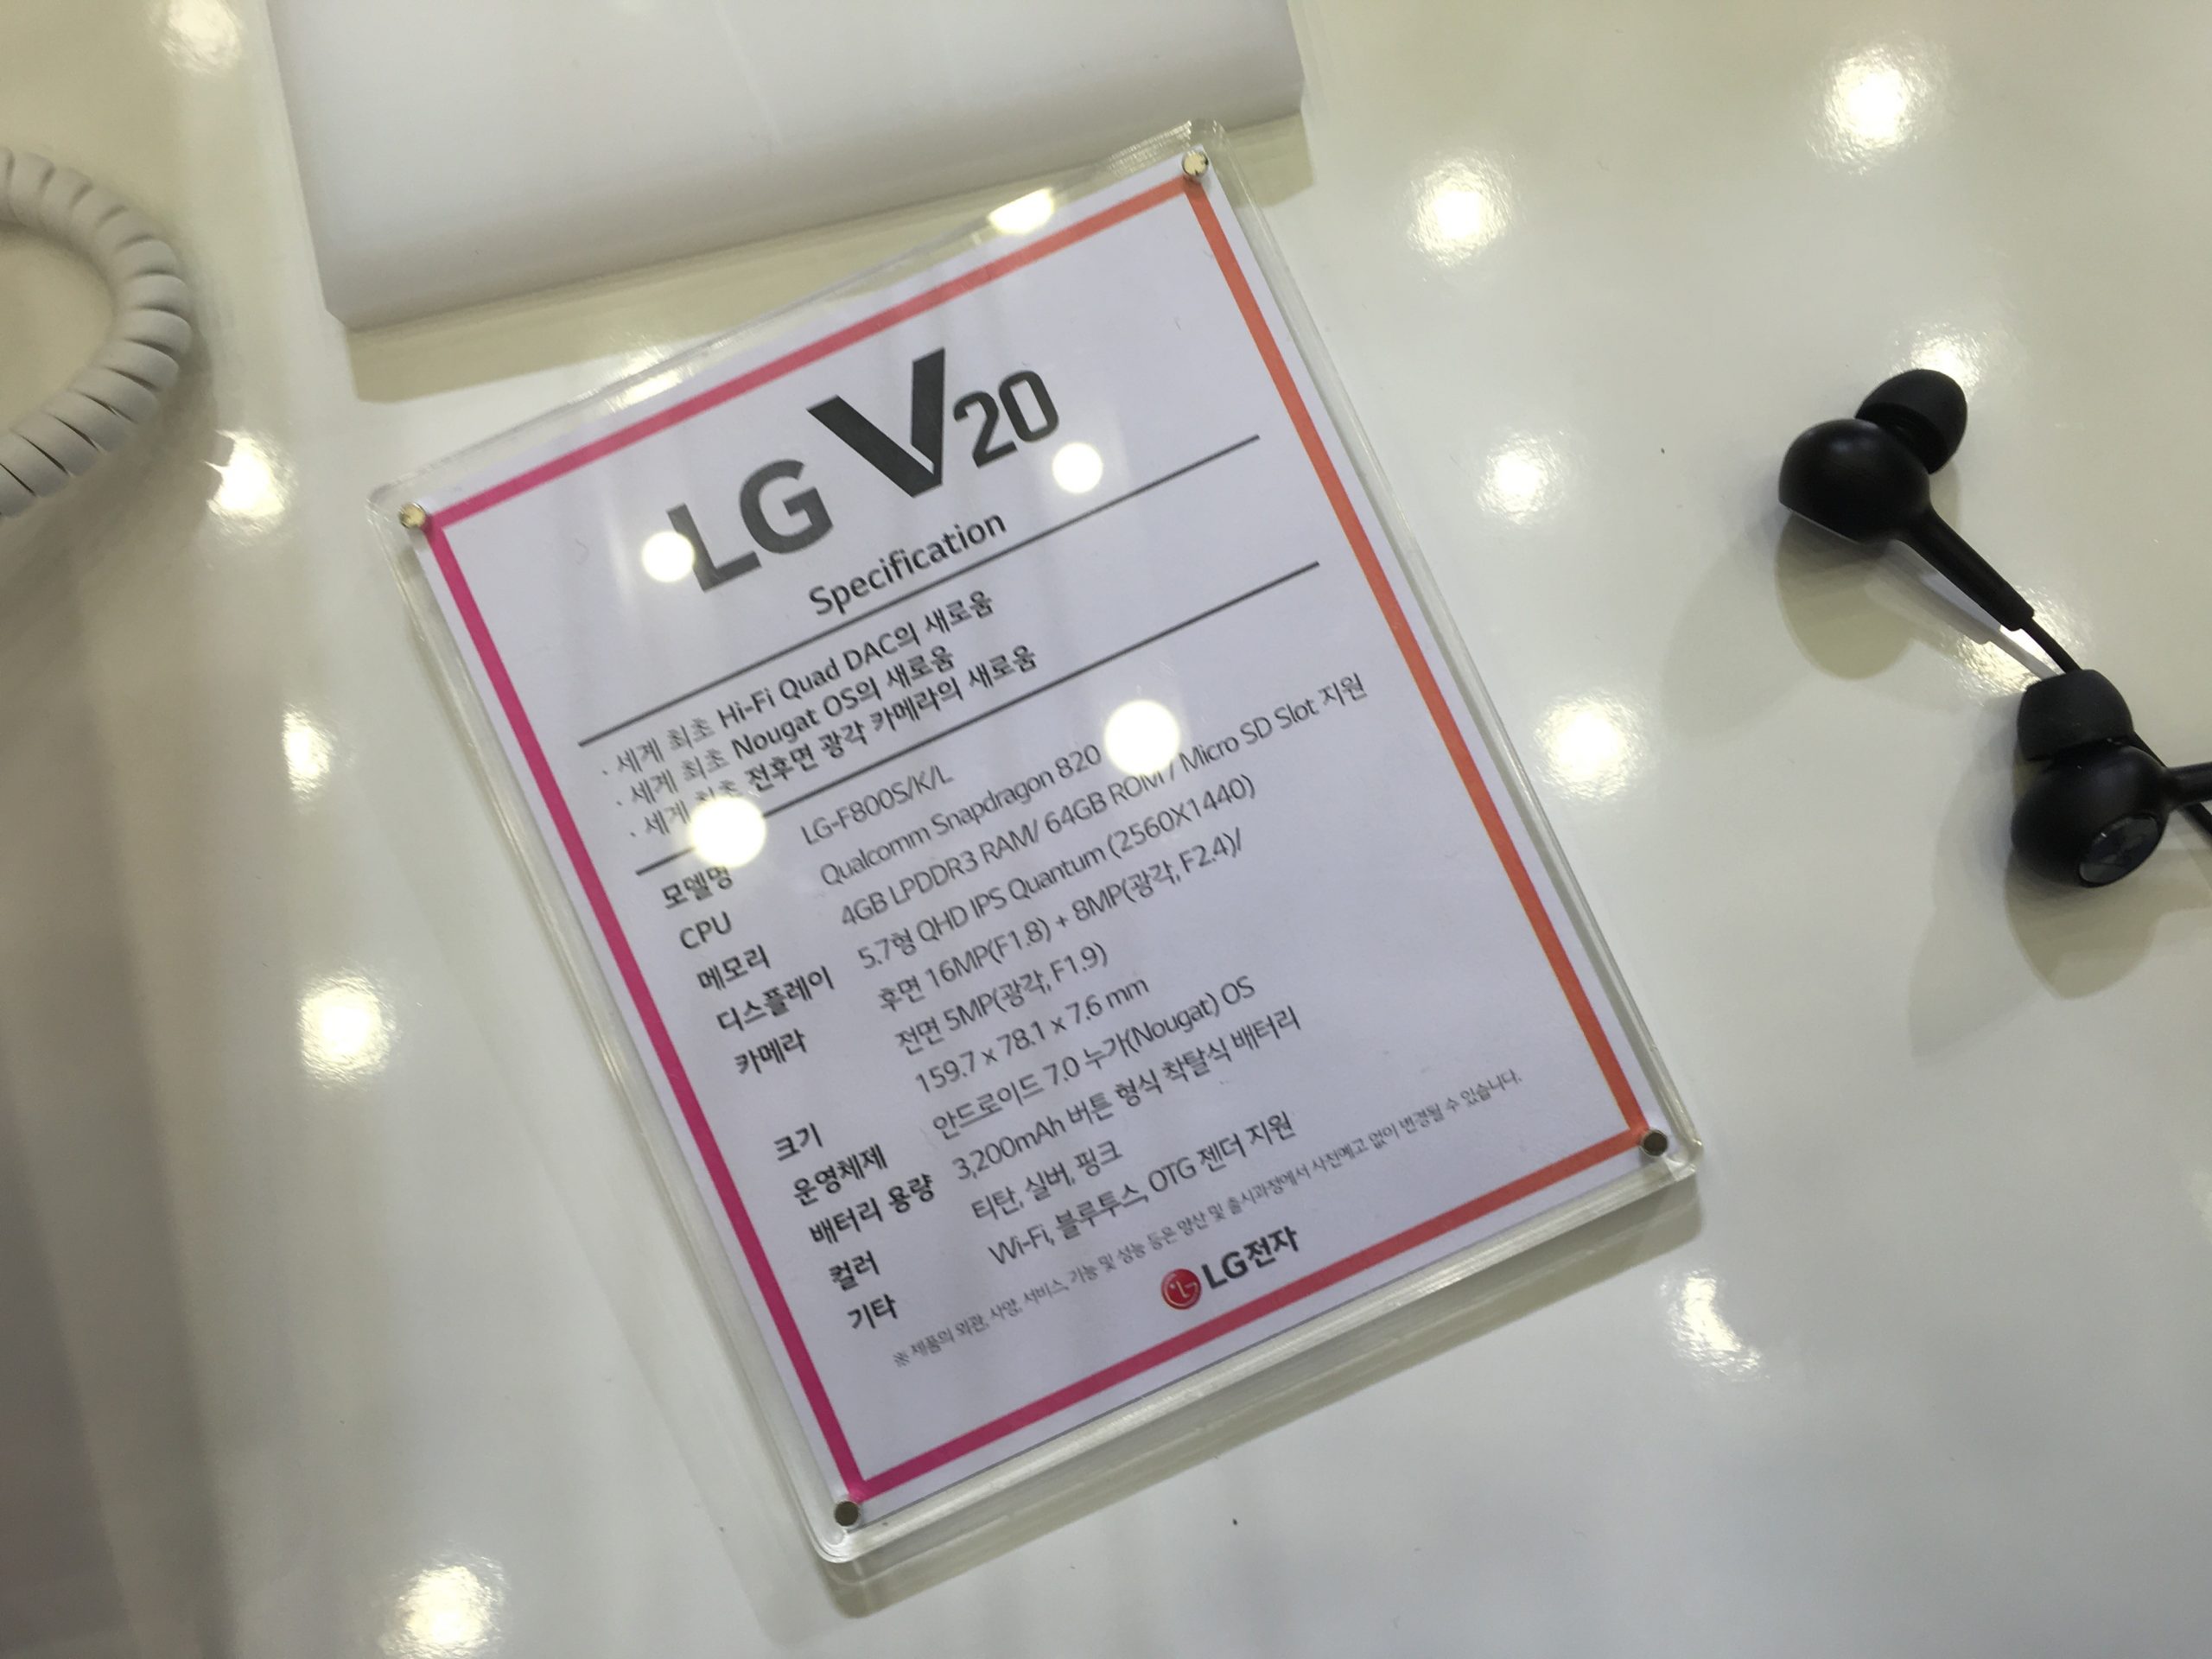 LG V20
Specification
· 세계 최초 Hi-Fi Quad DAC의 새로움
· 세계 최초 Nougat OS의 새로움
· 세계 최초 전후면 광각 카메라의 새로움
모델명 LG-F800S/K/L
CPU Qualcomm Snapdragon 820
메모리 4GB LPDDR3 RAM/ 64GB ROM / Micro SD Slot 지원
디스플레이 5.7형 QHD IPS Quantum (2560X1440)
카메라 후면 16MP(F1.8) + 8MP(광각, F2.4)/
전면 5MP(광각, F1.9)
크기 159.7 x 78.1 x 7.6 mm
운영체제 안드로이드 7.0 누가(Nougat) OS
배터리 용량 3,200mAh 버튼 형식 착탈식 배터리
컬러 티탄, 실버, 핑크
기타 Wi-Fi, 블루투스, OTG 젠더 지원
※ 제품의 외관, 사양, 서비스, 기능 및 성능 등은 양산 및 출시과정에서 사전예고 없이 변경될 수 있습니다.
LG전자